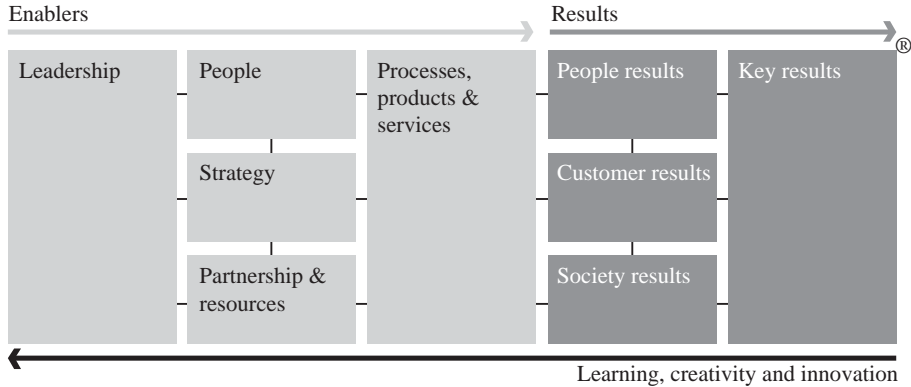 Enablers
Results
®
Leadership
People
Processes,
products &
services
People results
Key results
Strategy
Customer results
Partnership &
resources
Society results
Learning, creativity and innovation